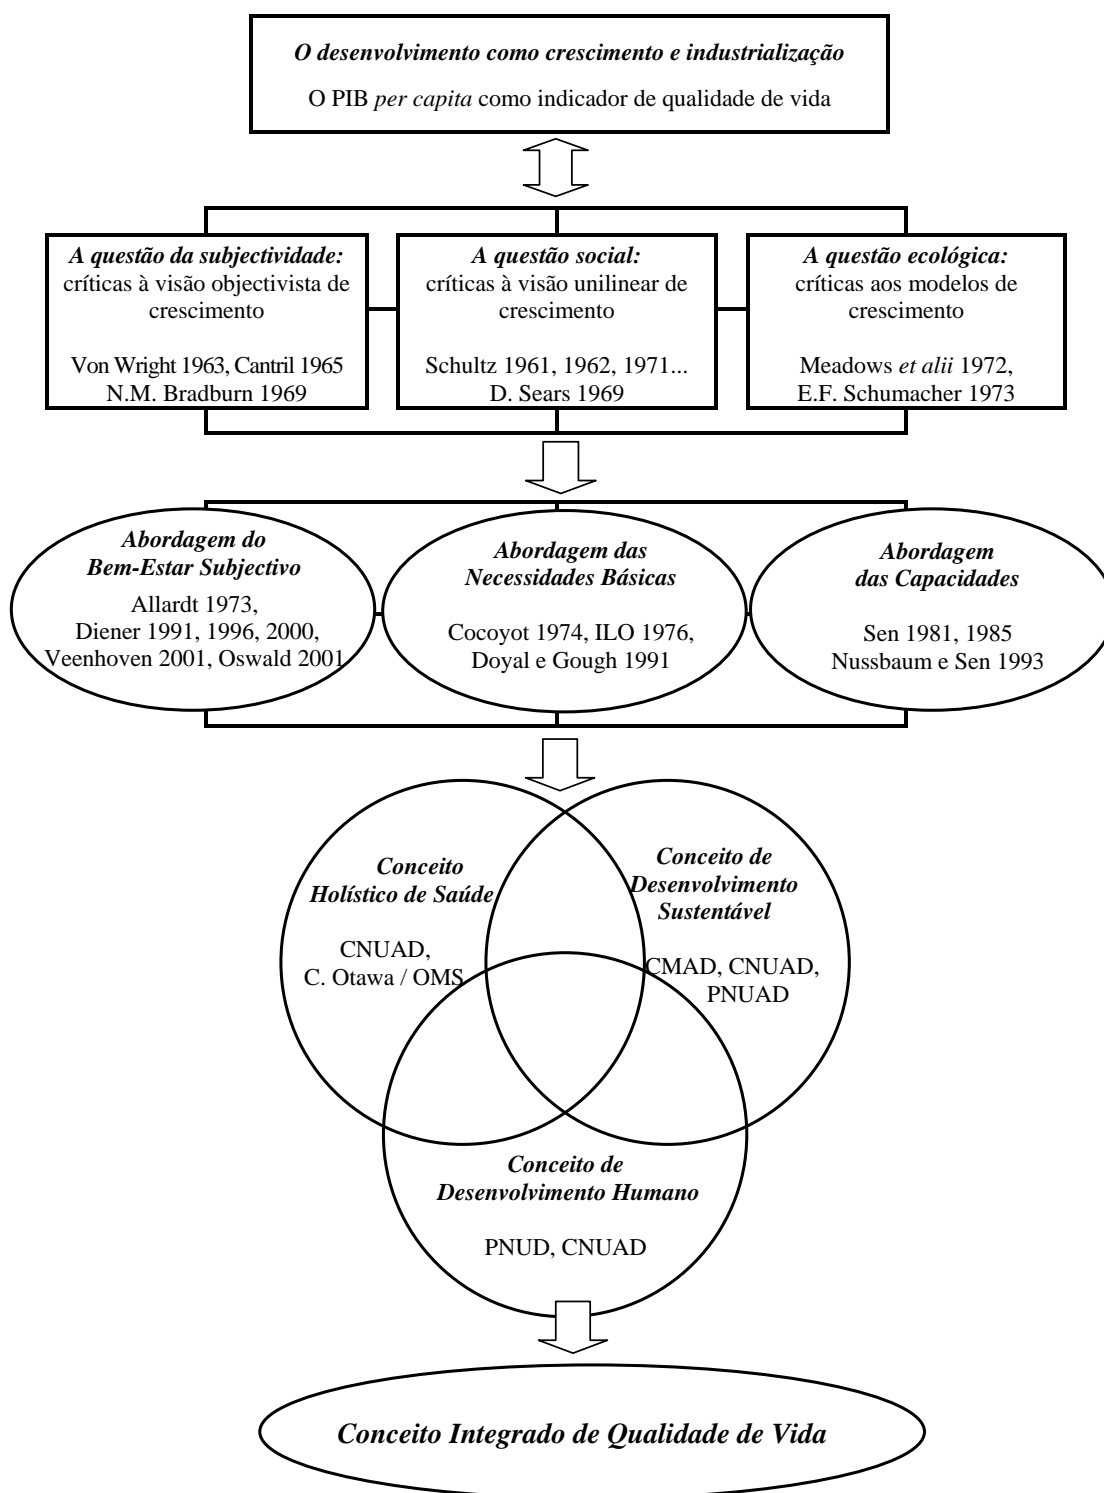 O desenvolvimento como crescimento e industrialização
O PIB per capita como indicador de qualidade de vida
A questão da subjectividade:
críticas à visão objectivista de
crescimento
Von Wright 1963, Cantril 1965
N.M. Bradburn 1969
A questão social:
críticas à visão unilinear de
crescimento
Schultz 1961, 1962, 1971...
D. Sears 1969
A questão ecológica:
críticas aos modelos de
crescimento
Meadows et alii 1972,
E.F. Schumacher 1973
Abordagem do
Bem-Estar Subjectivo
Allardt 1973,
Diener 1991, 1996, 2000,
Veenhoven 2001, Oswald 2001
Abordagem das
Necessidades Básicas
Cocoyot 1974, ILO 1976,
Doyal e Gough 1991
Abordagem
das Capacidades
Sen 1981, 1985
Nussbaum e Sen 1993
Conceito
Holístico de Saúde
CNUAD,
C. Otawa / OMS
Conceito de
Desenvolvimento
Sustentável
CMAD, CNUAD,
PNUAD
Conceito de
Desenvolvimento Humano
PNUD, CNUAD
Conceito Integrado de Qualidade de Vida